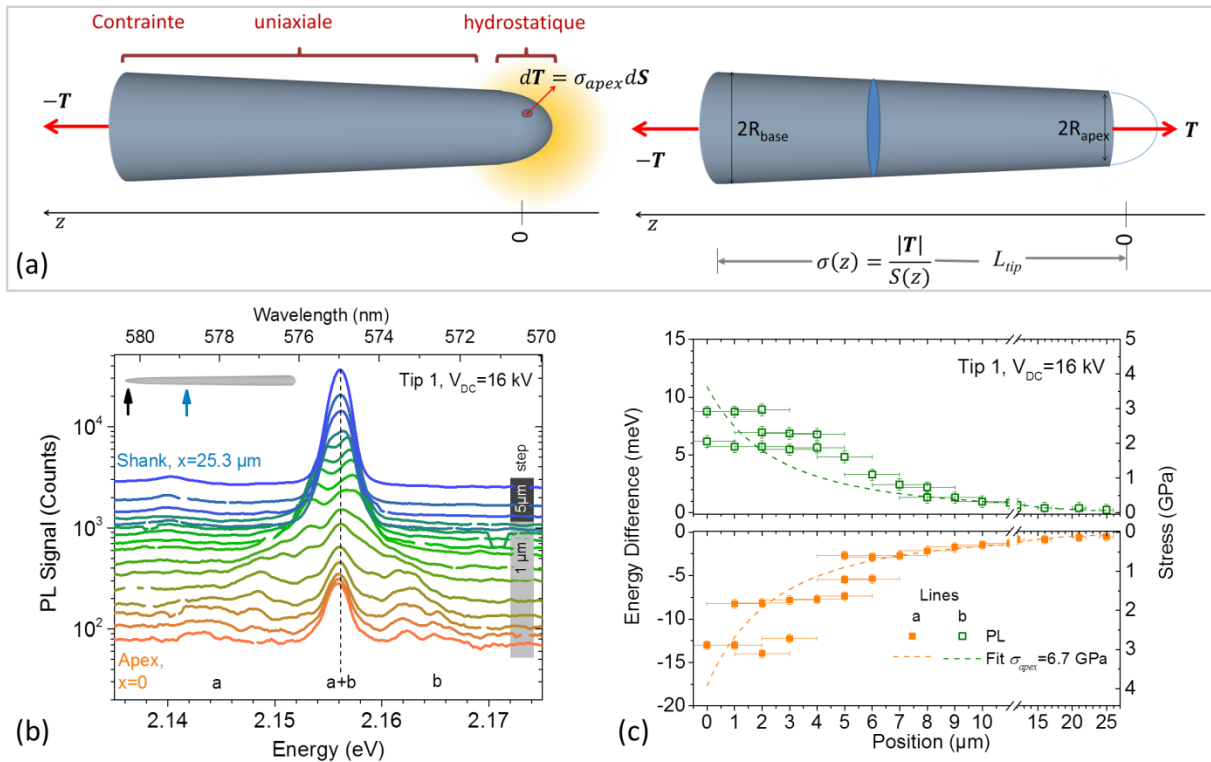 Contrainte uniaxiale hydrostatique
dT = σapex dS
−T
z
0
(a)
2Rbase
2Rapex
−T
T
z
0
σ(z) = |T| / S(z)
Ltip
Wavelength (nm)
580 578 576 574 572 570
Tip 1, VDC=16 kV
Shank, x=25.3 µm
5µm step
1 µm
Apex,
x=0
a a+b b
10^4
10^3
10^2
PL Signal (Counts)
2.14 2.15 2.16 2.17
Energy (eV)
(b)
Tip 1, VDC=16 kV
15
10
5
0
0
-5
-10
-15
-20
Energy Difference (meV)
5
4
3
2
1
0
0
1
2
3
4
Stress (GPa)
Lines
a b
PL
Fit σapex=6.7 GPa
0 1 2 3 4 5 6 7 8 9 10 15 20 25
Position (µm)
(c)